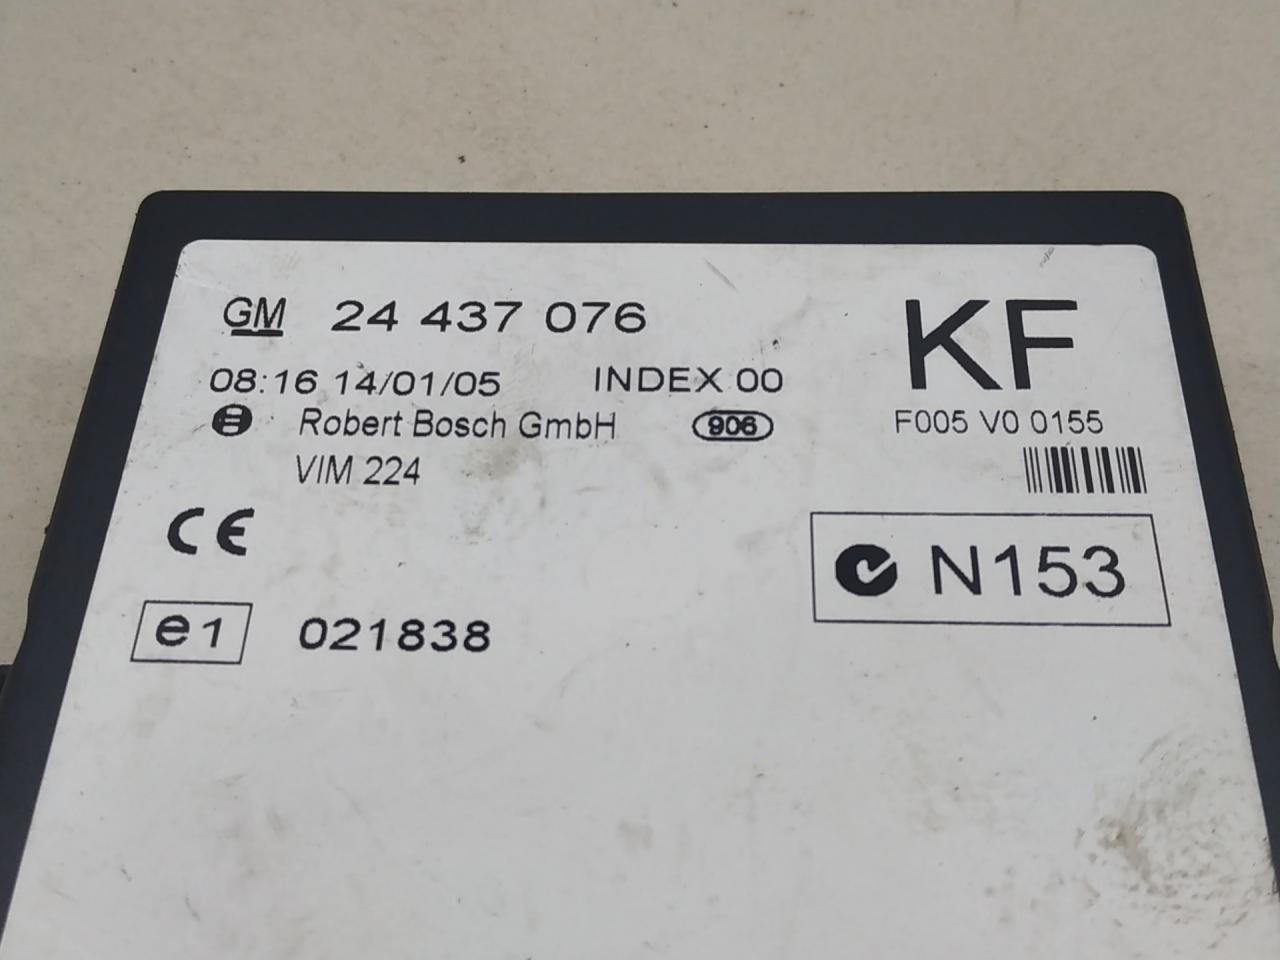 GM 24 437 076
KF
08:16 14/01/05 INDEX 00
Robert Bosch GmbH 906
F005 V0 0155
VIM 224
CE
N153
e1 021838